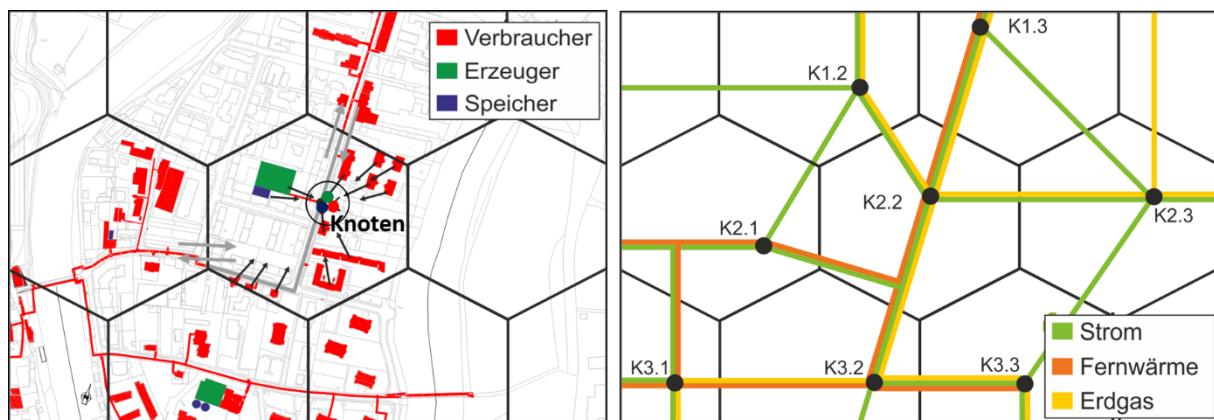 Verbraucher
Erzeuger
Speicher
Knoten
K1.3
K1.2
K2.2
K2.3
K2.1
K3.1
K3.2
K3.3
Strom
Fernwärme
Erdgas